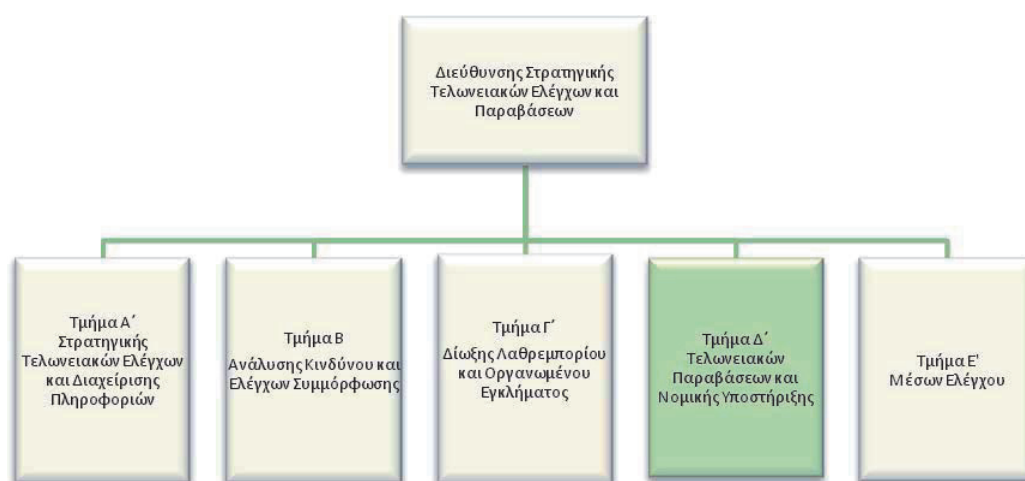 Διεύθυνσης Στρατηγικής
Τελωνειακών Ελέγχων και
Παραβάσεων
Τμήμα Α΄
Στρατηγικής
Τελωνειακών Ελέγχων
και Διαχείρισης
Πληροφοριών
Τμήμα Β
Ανάλυσης Κινδύνου και
Ελέγχων Συμμόρφωσης
Τμήμα Γ΄
Δίωξης Λαθρεμπορίου
και Οργανωμένου
Εγκλήματος
Τμήμα Δ΄
Τελωνειακών
Παραβάσεων και
Νομικής Υποστήριξης
Τμήμα Ε'
Μέσων Ελέγχου